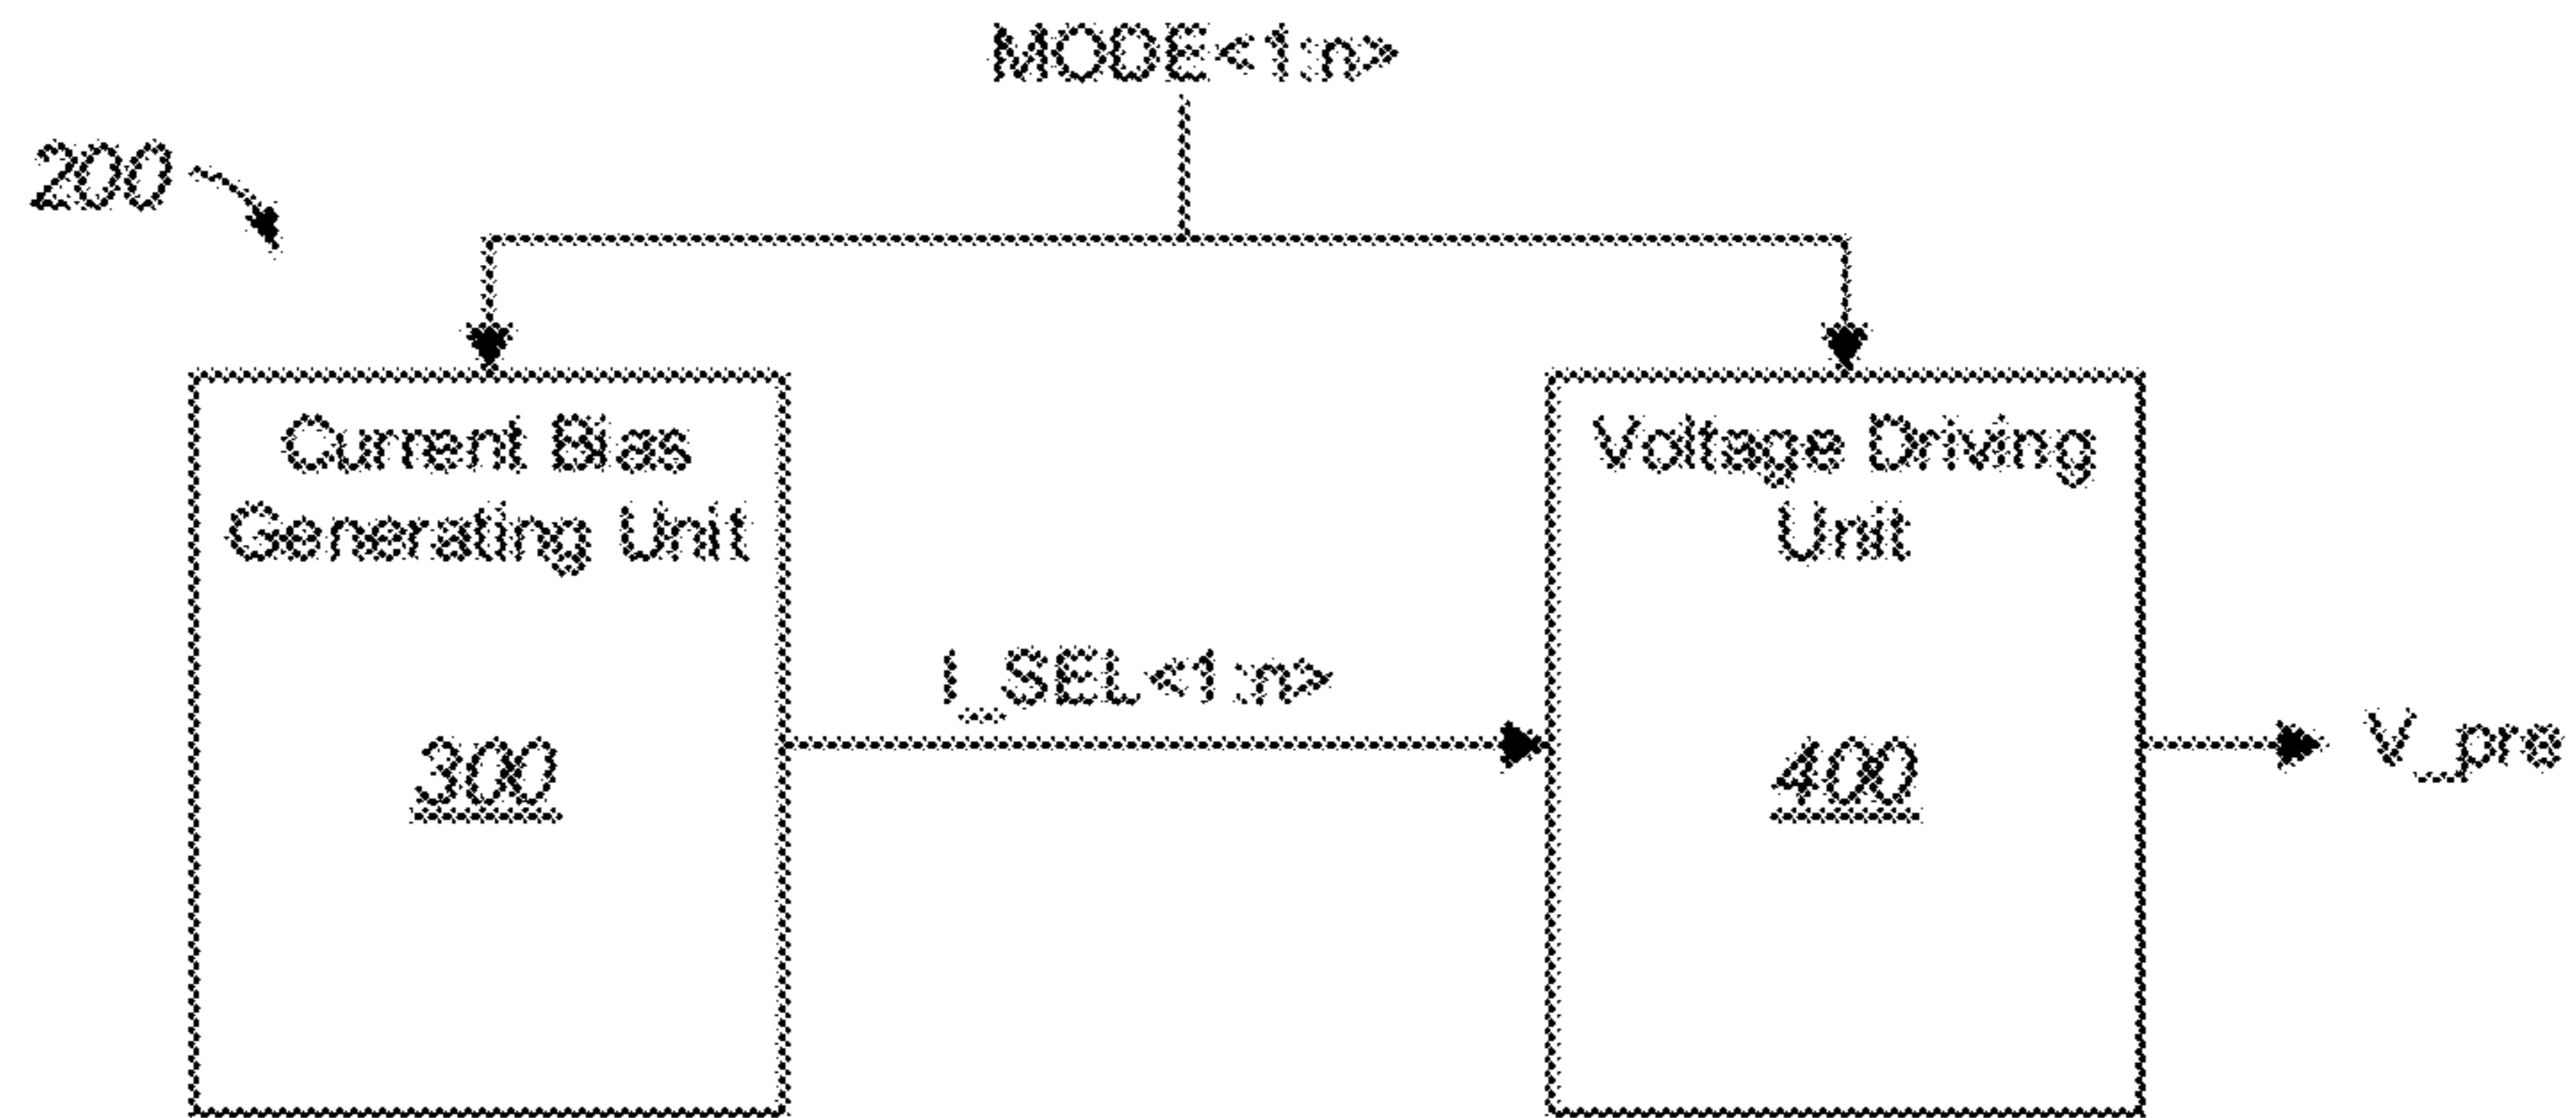 MODE<1:n>
200
Current Bias
Generating Unit
300
I_SEL<1:n>
Voltage Driving
Unit
400
V_pre